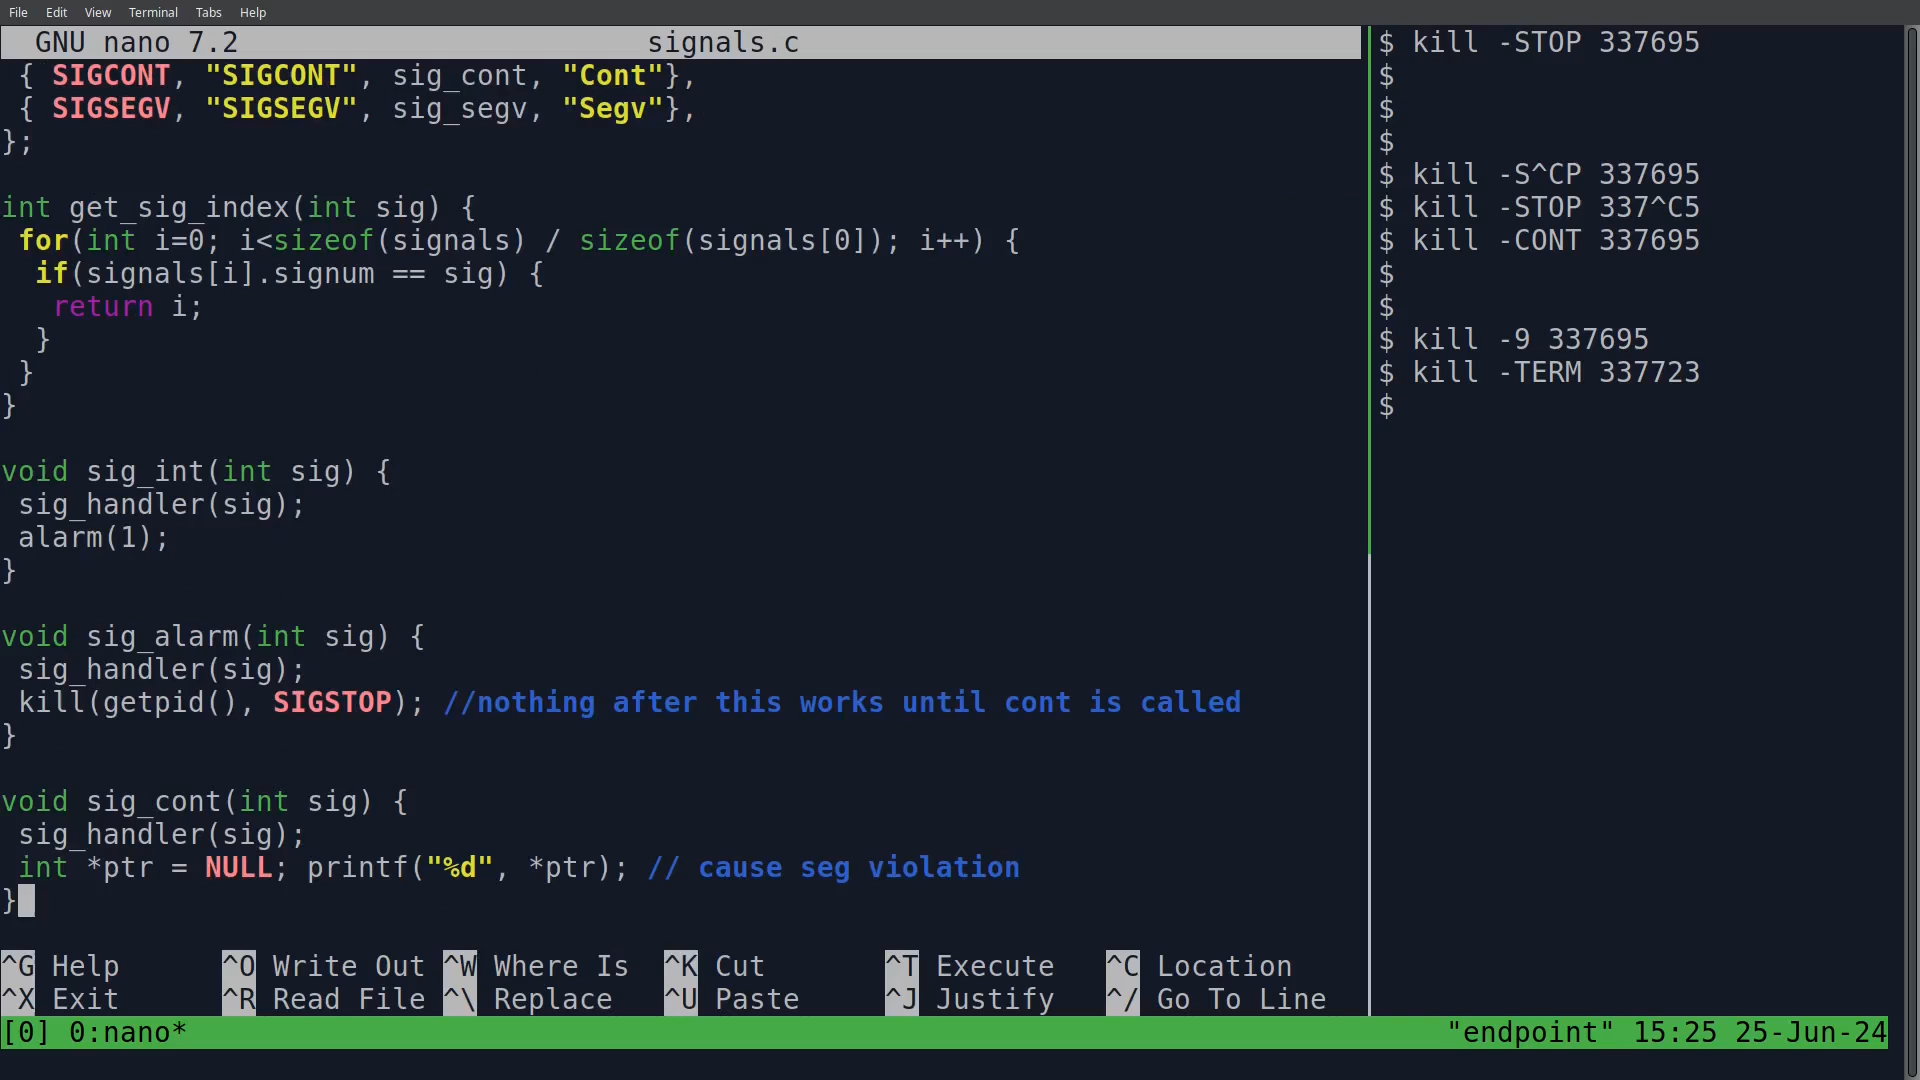 File Edit View Terminal Tabs Help
GNU nano 7.2 signals.c
{ SIGCONT, "SIGCONT", sig_cont, "Cont"},
{ SIGSEGV, "SIGSEGV", sig_segv, "Segv"},
};
int get_sig_index(int sig) {
for(int i=0; i<sizeof(signals) / sizeof(signals[0]); i++) {
if(signals[i].signum == sig) {
return i;
}
}
}
void sig_int(int sig) {
sig_handler(sig);
alarm(1);
}
void sig_alarm(int sig) {
sig_handler(sig);
kill(getpid(), SIGSTOP); //nothing after this works until cont is called
}
void sig_cont(int sig) {
sig_handler(sig);
int *ptr = NULL; printf("%d", *ptr); // cause seg violation
}
^G Help ^O Write Out ^W Where Is ^K Cut ^T Execute ^C Location
^X Exit ^R Read File ^\ Replace ^U Paste ^J Justify ^/ Go To Line
$ kill -STOP 337695
$
$
$
$ kill -S^CP 337695
$ kill -STOP 337^C5
$ kill -CONT 337695
$
$
$ kill -9 337695
$ kill -TERM 337723
$
[0] 0:nano* "endpoint" 15:25 25-Jun-24